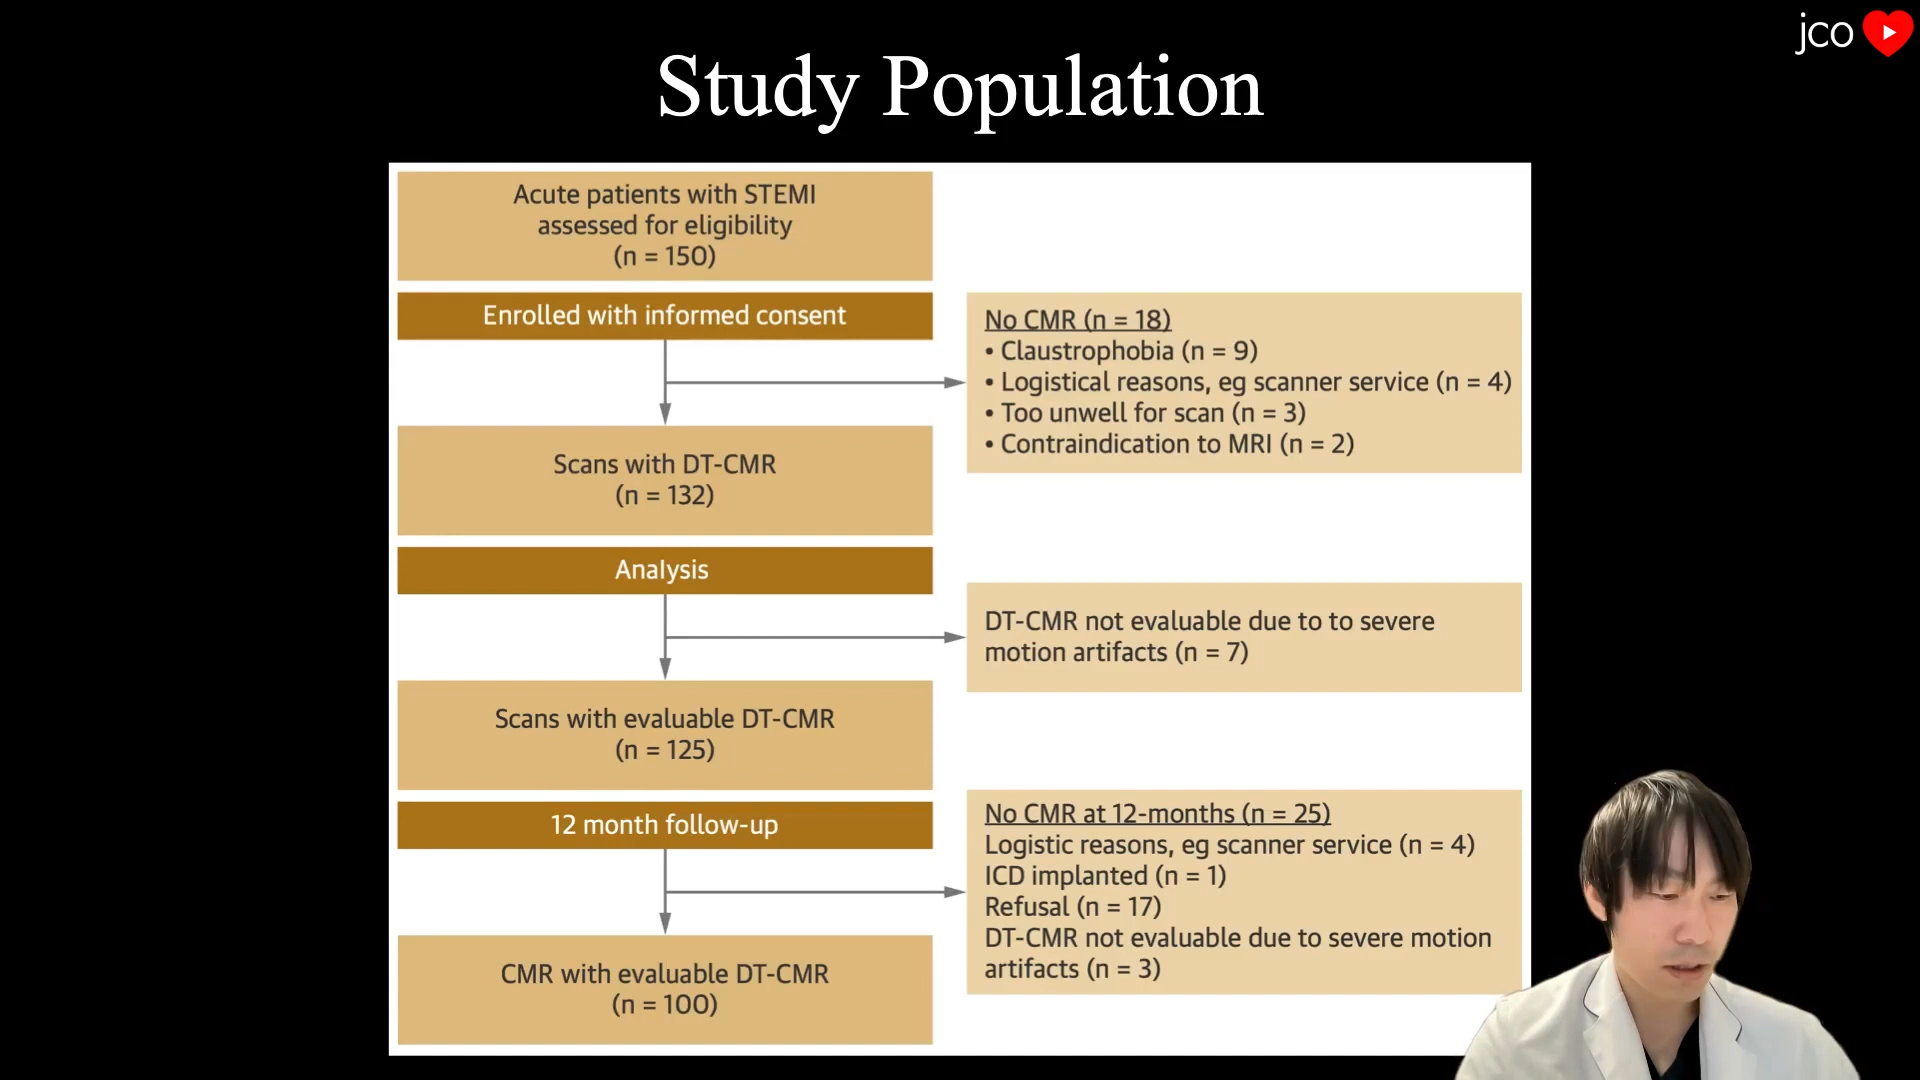 jco
Study Population
Acute patients with STEMI
assessed for eligibility
(n = 150)
Enrolled with informed consent
No CMR (n = 18)
• Claustrophobia (n = 9)
• Logistical reasons, eg scanner service (n = 4)
• Too unwell for scan (n = 3)
• Contraindication to MRI (n = 2)
Scans with DT-CMR
(n = 132)
Analysis
DT-CMR not evaluable due to to severe
motion artifacts (n = 7)
Scans with evaluable DT-CMR
(n = 125)
12 month follow-up
No CMR at 12-months (n = 25)
Logistic reasons, eg scanner service (n = 4)
ICD implanted (n = 1)
Refusal (n = 17)
DT-CMR not evaluable due to severe motion
artifacts (n = 3)
CMR with evaluable DT-CMR
(n = 100)